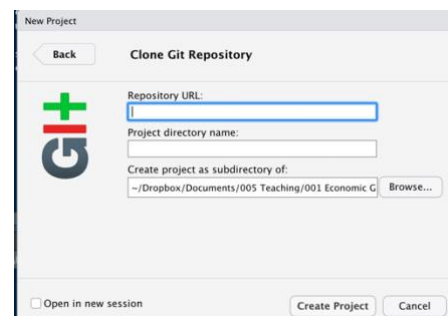 New Project
Back
Clone Git Repository
GIt
Repository URL:
Project directory name:
Create project as subdirectory of:
~/Dropbox/Documents/005 Teaching/001 Economic G
Browse...
Open in new session
Create Project
Cancel